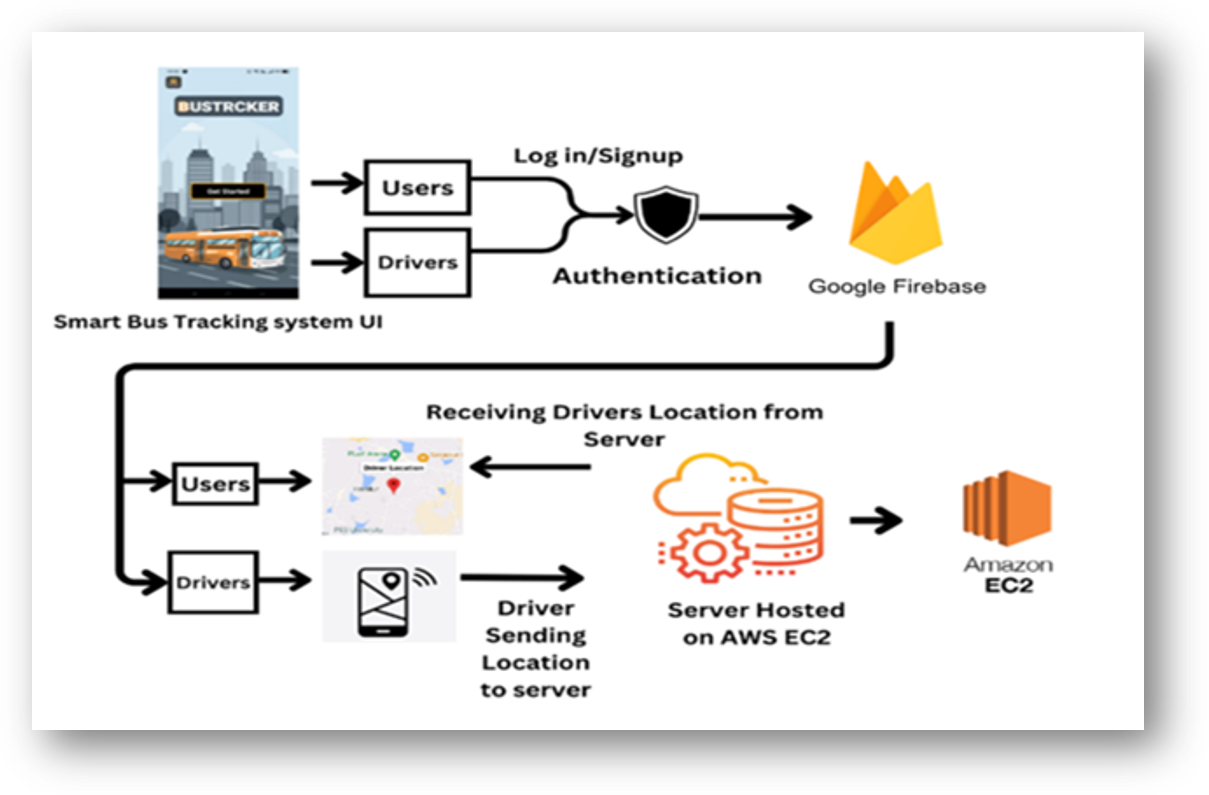 BUSTRCKER
Get Started
Smart Bus Tracking system UI
Users
Drivers
Log in/Signup
Authentication
Google Firebase
Receiving Drivers Location from
Server
Users
Driver Location
Drivers
Driver
Sending
Location
to server
Server Hosted
on AWS EC2
Amazon
EC2